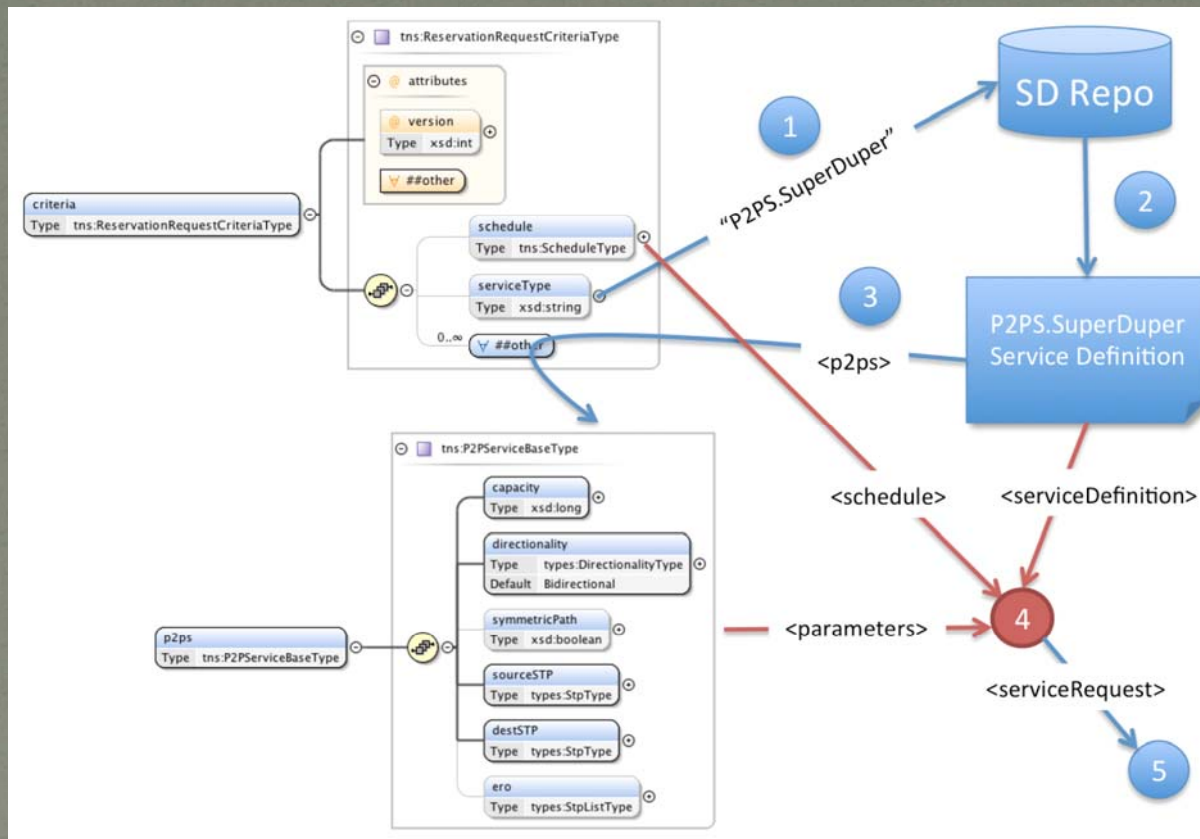 tns:ReservationRequestCriteriaType
@ attributes
@ version
Type xsd:int
##other
criteria
Type tns:ReservationRequestCriteriaType
schedule
Type tns:ScheduleType
serviceType
Type xsd:string
0..∞
##other
1
“P2PS.SuperDuper”
SD Repo
2
3
P2PS.SuperDuper
Service Definition
<p2ps>
tns:P2PServiceBaseType
capacity
Type xsd:long
directionality
Type types:DirectionalityType
Default Bidirectional
symmetricPath
Type xsd:boolean
p2ps
Type tns:P2PServiceBaseType
sourceSTP
Type types:StpType
destSTP
Type types:StpType
ero
Type types:StpListType
<schedule>
<serviceDefinition>
<parameters>
4
<serviceRequest>
5